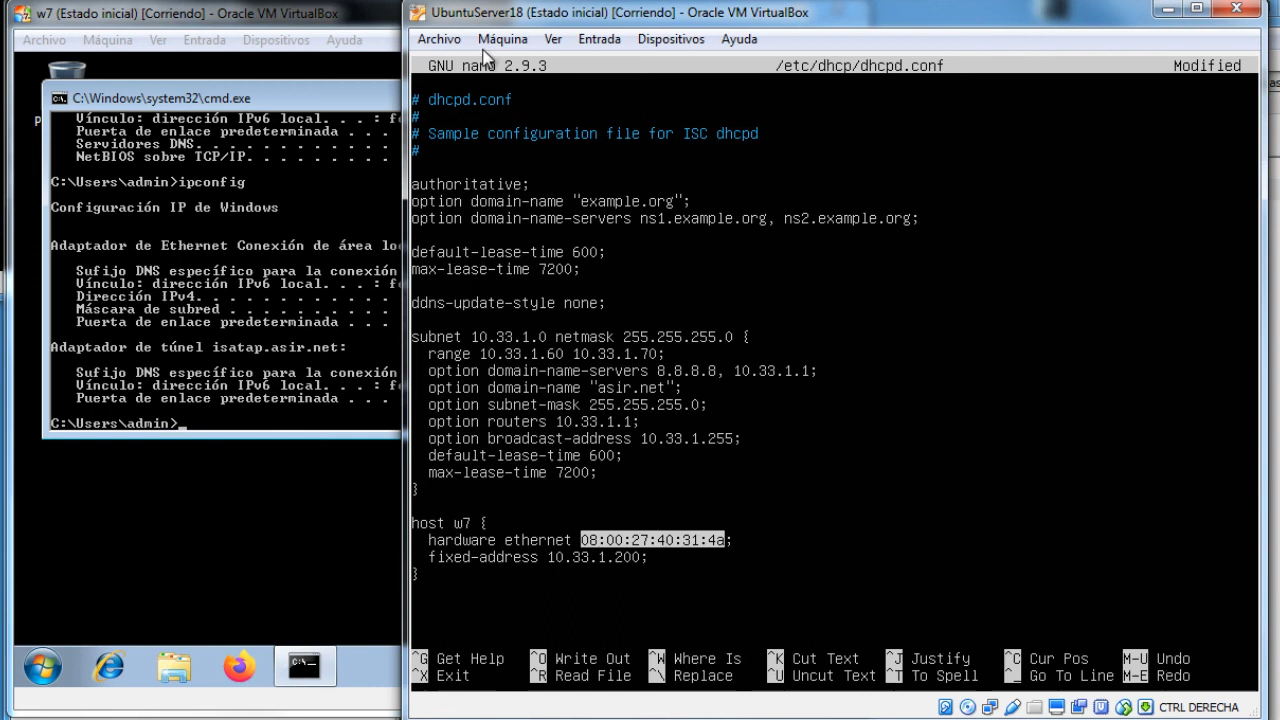 w7 (Estado inicial) [Corriendo] - Oracle VM VirtualBox
Archivo Máquina Ver Entrada Dispositivos Ayuda
C:\Windows\system32\cmd.exe
Vínculo: dirección IPv6 local. . . :
Puerta de enlace predeterminada . . . .
Servidores DNS. . . . . . . . . . . . .
NetBIOS sobre TCP/IP. . . . . . . . . .
C:\Users\admin>ipconfig
Configuración IP de Windows
Adaptador de Ethernet Conexión de área
Sufijo DNS específico para la conexión
Vínculo: dirección IPv6 local. . . :
Dirección IPv4. . . . . . . . . . . . .
Máscara de subred . . . . . . . . . . .
Puerta de enlace predeterminada . . . .
Adaptador de túnel isatap.asir.net:
Sufijo DNS específico para la conexión
Vínculo: dirección IPv6 local. . . :
Puerta de enlace predeterminada . . . .
C:\Users\admin>_
UbuntuServer18 (Estado inicial) [Corriendo] - Oracle VM VirtualBox
Archivo Máquina Ver Entrada Dispositivos Ayuda
GNU nano 2.9.3 /etc/dhcp/dhcpd.conf Modified
# dhcpd.conf
#
# Sample configuration file for ISC dhcpd
#
authoritative;
option domain-name "example.org";
option domain-name-servers ns1.example.org, ns2.example.org;
default-lease-time 600;
max-lease-time 7200;
ddns-update-style none;
subnet 10.33.1.0 netmask 255.255.255.0 {
range 10.33.1.60 10.33.1.70;
option domain-name-servers 8.8.8.8, 10.33.1.1;
option domain-name "asir.net";
option subnet-mask 255.255.255.0;
option routers 10.33.1.1;
option broadcast-address 10.33.1.255;
default-lease-time 600;
max-lease-time 7200;
}
host w7 {
hardware ethernet 08:00:27:40:31:4a;
fixed-address 10.33.1.200;
}
^G Get Help ^O Write Out ^W Where Is ^K Cut Text ^J Justify ^C Cur Pos M-U Undo
^X Exit ^R Read File ^\ Replace ^U Uncut Text ^T To Spell ^_ Go To Line M-E Redo
CTRL DERECHA